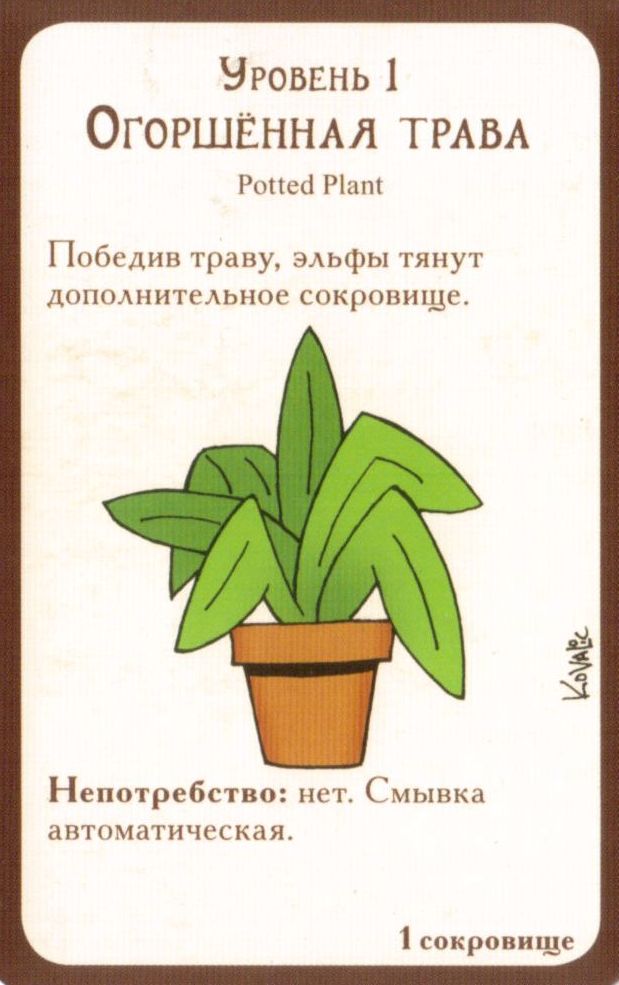 Уровень 1
Огоршённая трава
Potted Plant
Победив траву, эльфы тянут
дополнительное сокровище.
Kovalic
Непотребство: нет. Смывка
автоматическая.
1 сокровище